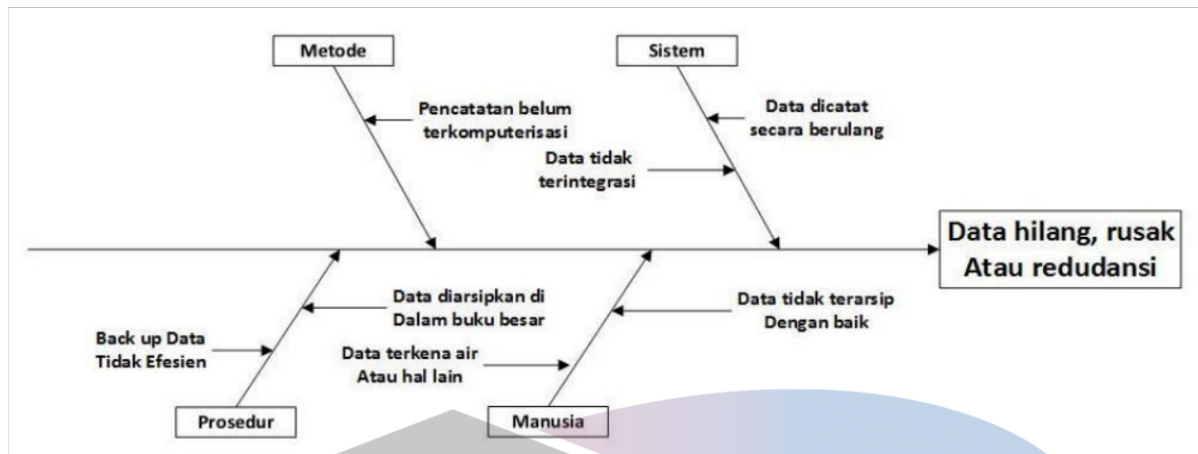 Metode
Sistem
Pencatatan belum
terkomputerisasi
Data dicatat
secara berulang
Data tidak
terintegrasi
Data hilang, rusak
Atau redudansi
Data diarsipkan di
Dalam buku besar
Data tidak terarsip
Dengan baik
Back up Data
Tidak Efesien
Data terkena air
Atau hal lain
Prosedur
Manusia